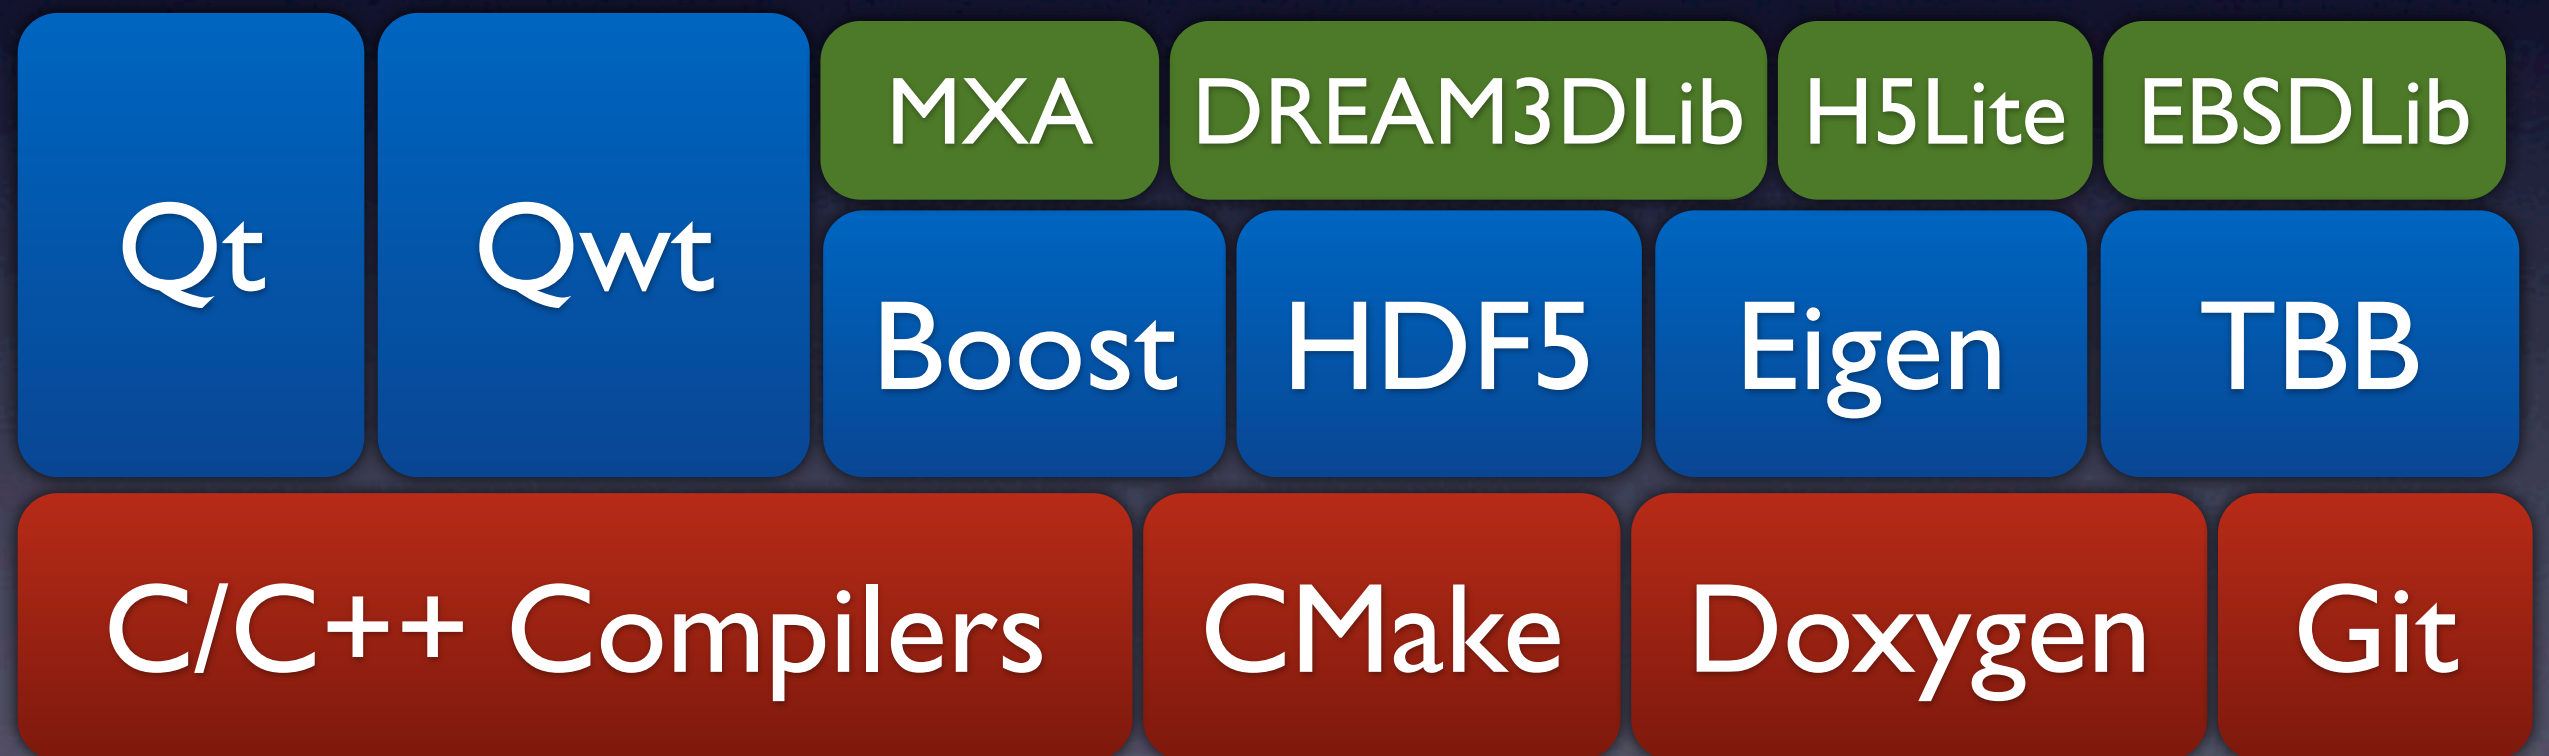 MXA
DREAM3DLib
H5Lite
EBSDLib
Qt
Qwt
Boost
HDF5
Eigen
TBB
C/C++ Compilers
CMake
Doxygen
Git